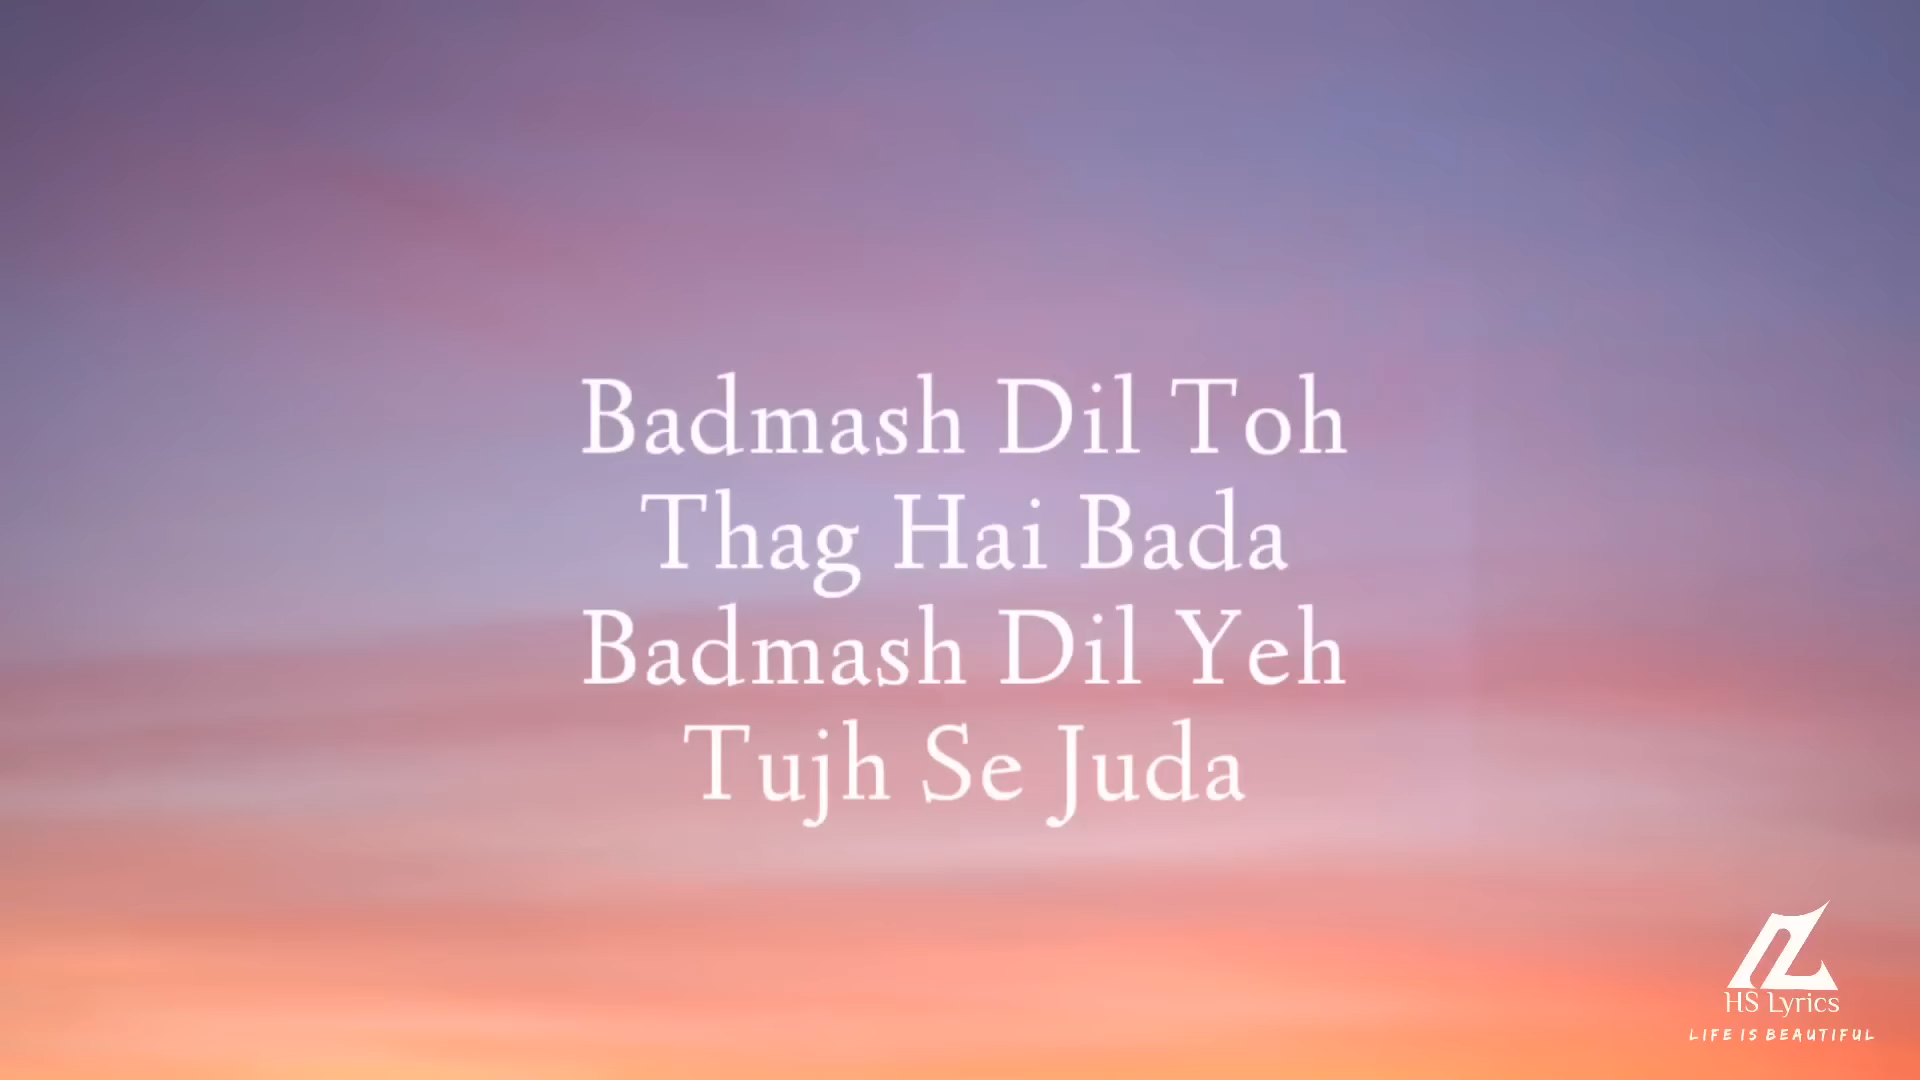 Badmash Dil Toh
Thag Hai Bada
Badmash Dil Yeh
Tujh Se Juda
HS Lyrics
LIFE IS BEAUTIFUL